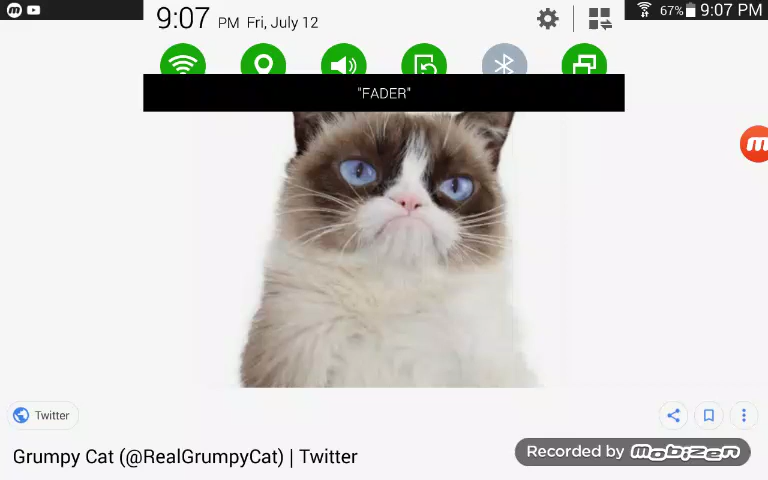 9:07 PM Fri, July 12
67% 9:07 PM
"FADER"
Twitter
Grumpy Cat (@RealGrumpyCat) | Twitter
Recorded by mobizen